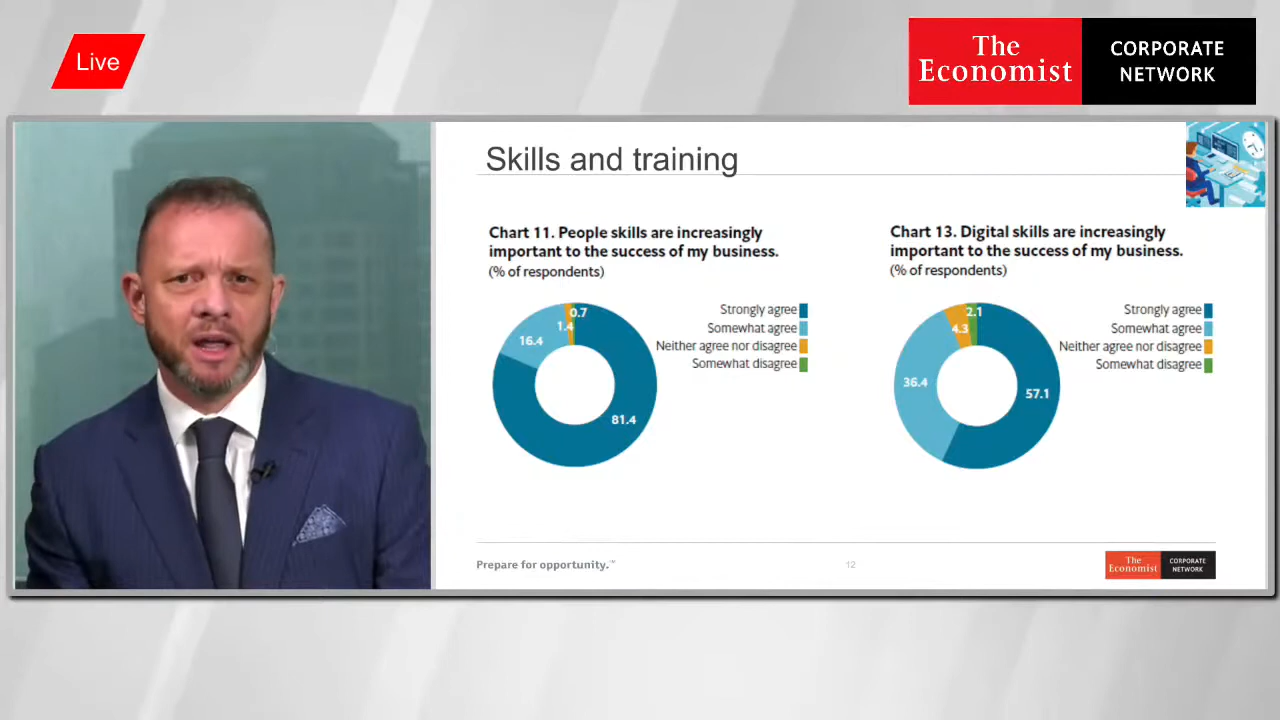 Live
The
Economist
CORPORATE
NETWORK
Skills and training
Chart 11. People skills are increasingly
important to the success of my business.
(% of respondents)
Strongly agree
Somewhat agree
Neither agree nor disagree
Somewhat disagree
0.7
1.4
16.4
81.4
Chart 13. Digital skills are increasingly
important to the success of my business.
(% of respondents)
Strongly agree
Somewhat agree
Neither agree nor disagree
Somewhat disagree
2.1
4.3
36.4
57.1
Prepare for opportunity.™
12
The
Economist
CORPORATE
NETWORK